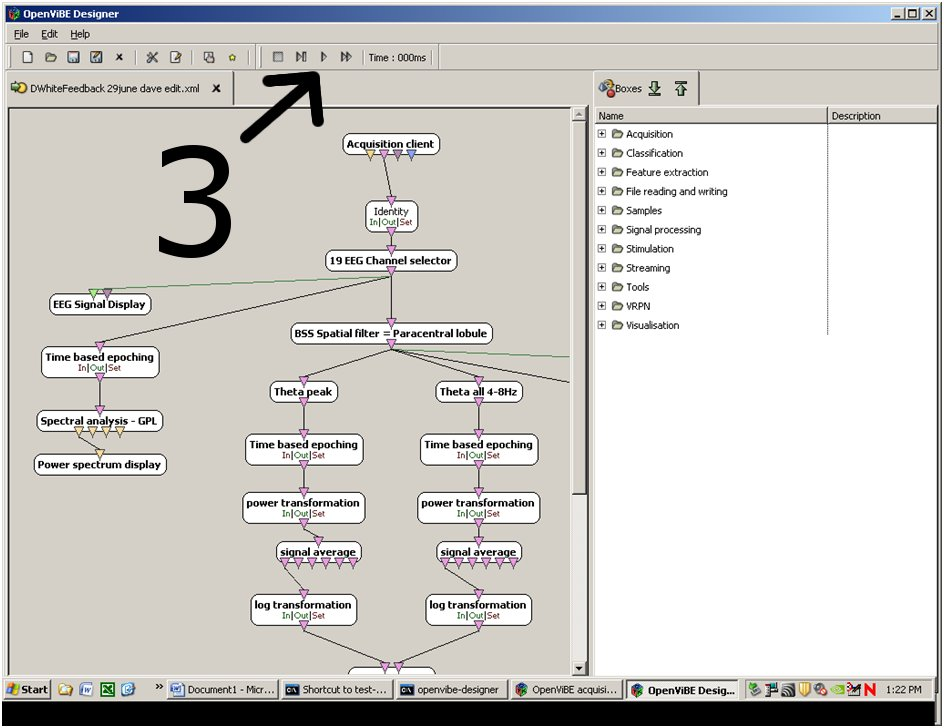 OpenViBE Designer
File Edit Help
Time : 000ms
DWhiteFeedback 29june dave edit.xml
Boxes
Name Description
3
Acquisition client
Identity
In|Out|Set
19 EEG Channel selector
EEG Signal Display
BSS Spatial filter = Paracentral lobule
Time based epoching
In|Out|Set
Theta peak
Theta all 4-8Hz
Spectral analysis - GPL
Time based epoching
In|Out|Set
Time based epoching
In|Out|Set
Power spectrum display
power transformation
In|Out|Set
power transformation
In|Out|Set
signal average
signal average
log transformation
In|Out|Set
log transformation
In|Out|Set
Acquisition
Classification
Feature extraction
File reading and writing
Samples
Signal processing
Stimulation
Streaming
Tools
VRPN
Visualisation
Start » Document1 - Micr... Shortcut to test-... openvibe-designer OpenViBE acquisi... OpenViBE Desig... 1:22 PM